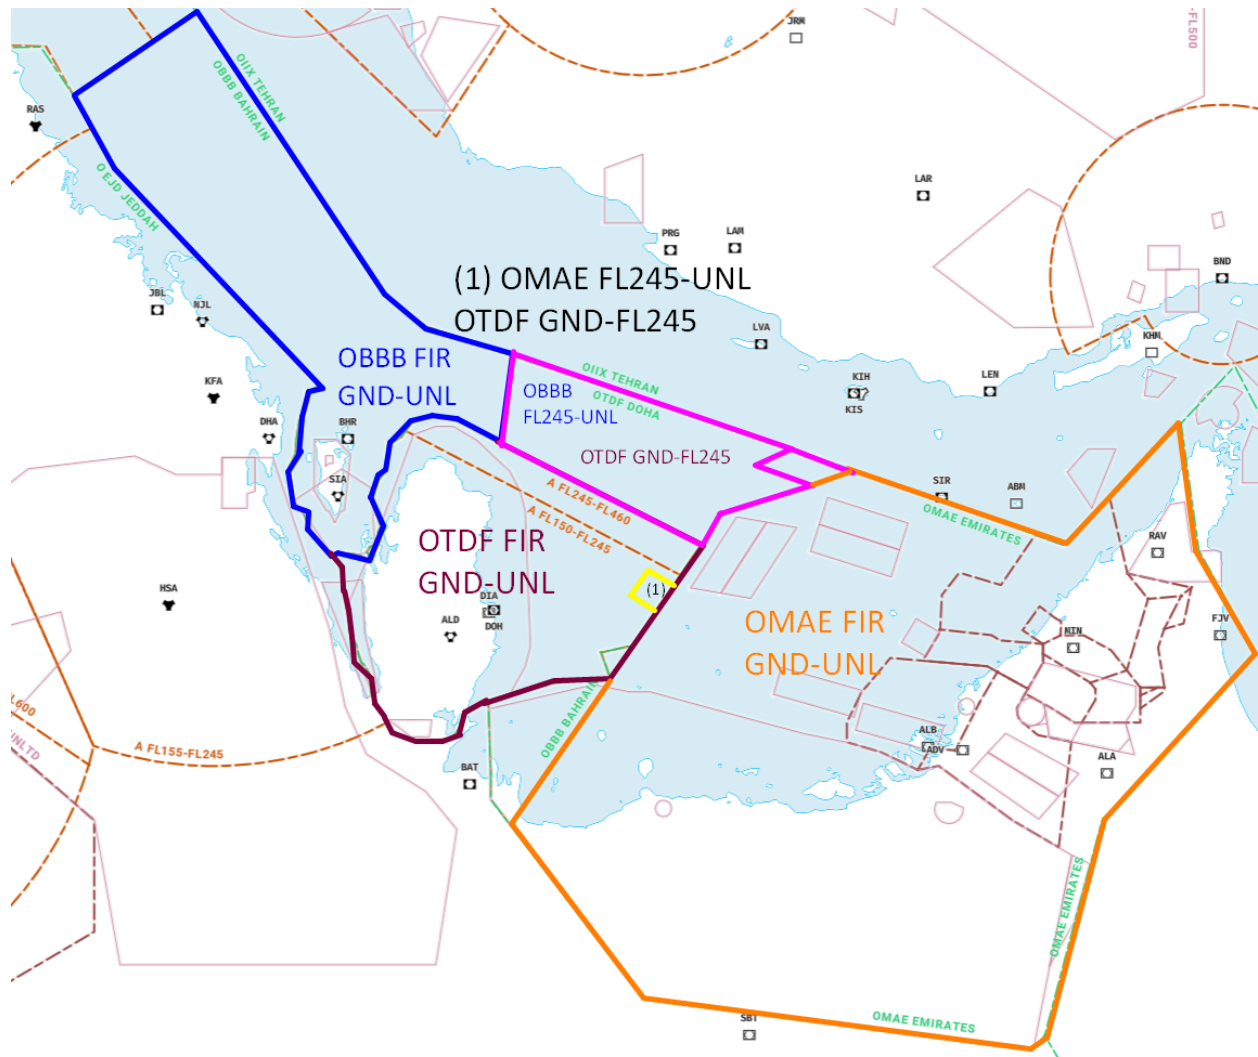 JRM
-FL500
OIIX TEHRAN
OBBB BAHRAIN
RAS
OEJD JEDDAH
LAR
PRG
LAM
BND
(1) OMAE FL245-UNL
OTDF GND-FL245
JBL
NJL
LVA
KHM
OBBB FIR
GND-UNL
OIIX TEHRAN
OTDF DOHA
KIH
KIS
LEN
KFA
OBBB
FL245-UNL
DHA
BHR
OTDF GND-FL245
SIA
A FL245-FL460
SIR
ABM
OMAE EMIRATES
A FL150-FL245
OTDF FIR
GND-UNL
RAV
HSA
(1)
DIA
DOH
ALD
OMAE FIR
GND-UNL
MIN
FJV
OBBB BAHRAIN
L600
UNLTD
A FL155-FL245
BAT
ALB
ADV
ALA
OMAE EMIRATES
SBT
OMAE EMIRATES